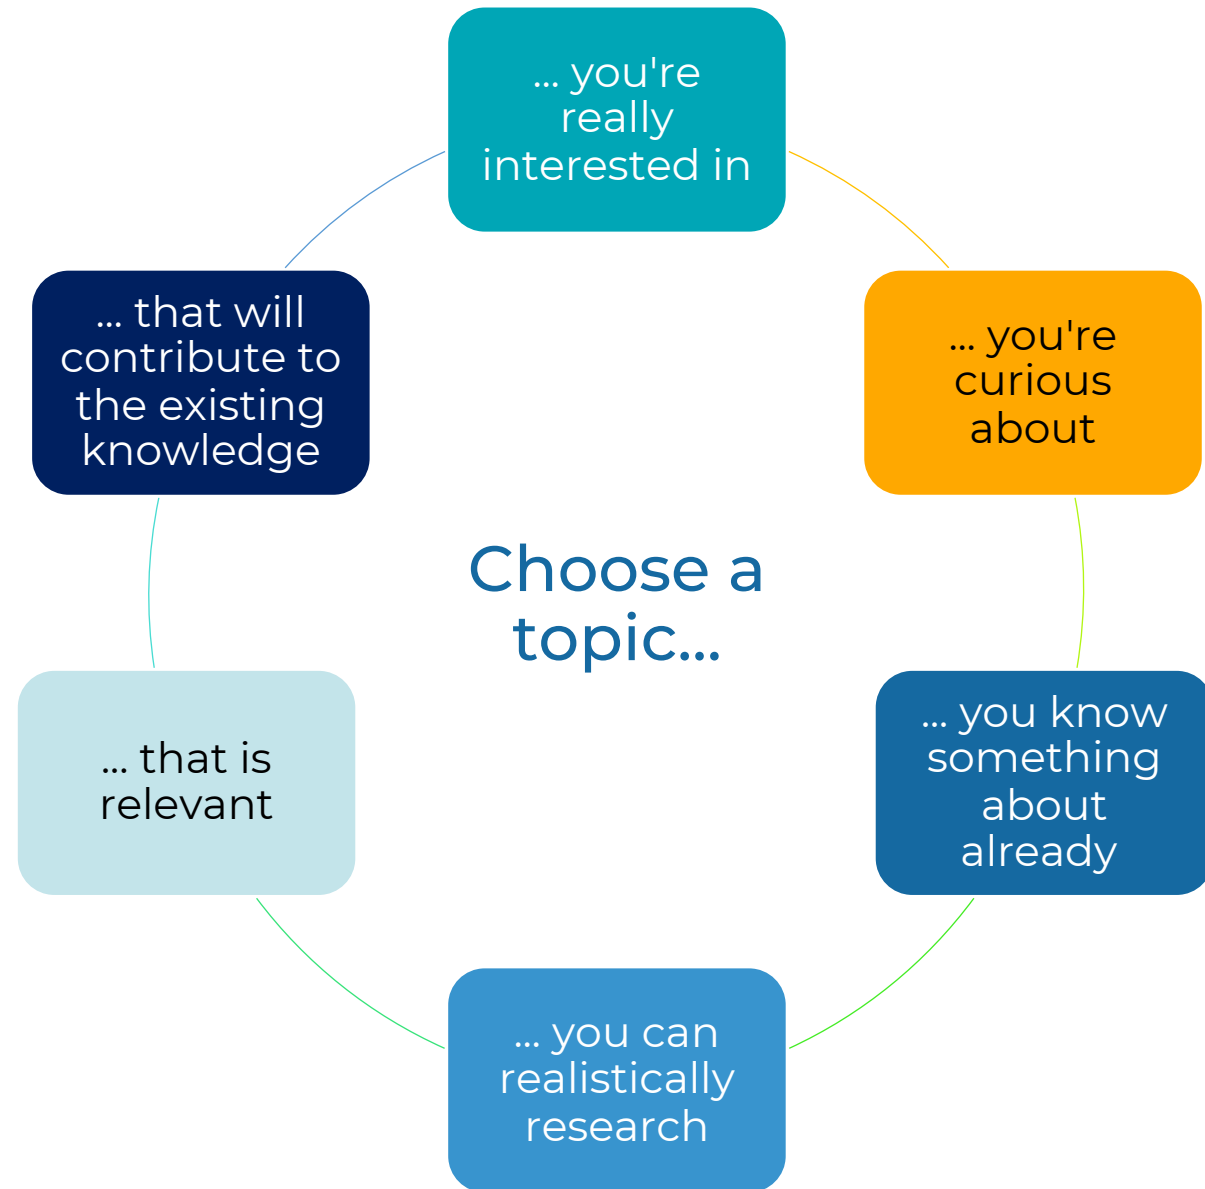 ... you're
really
interested in
... you're
curious
about
... you know
something
about
already
... you can
realistically
research
... that is
relevant
... that will
contribute to
the existing
knowledge
Choose a
topic...